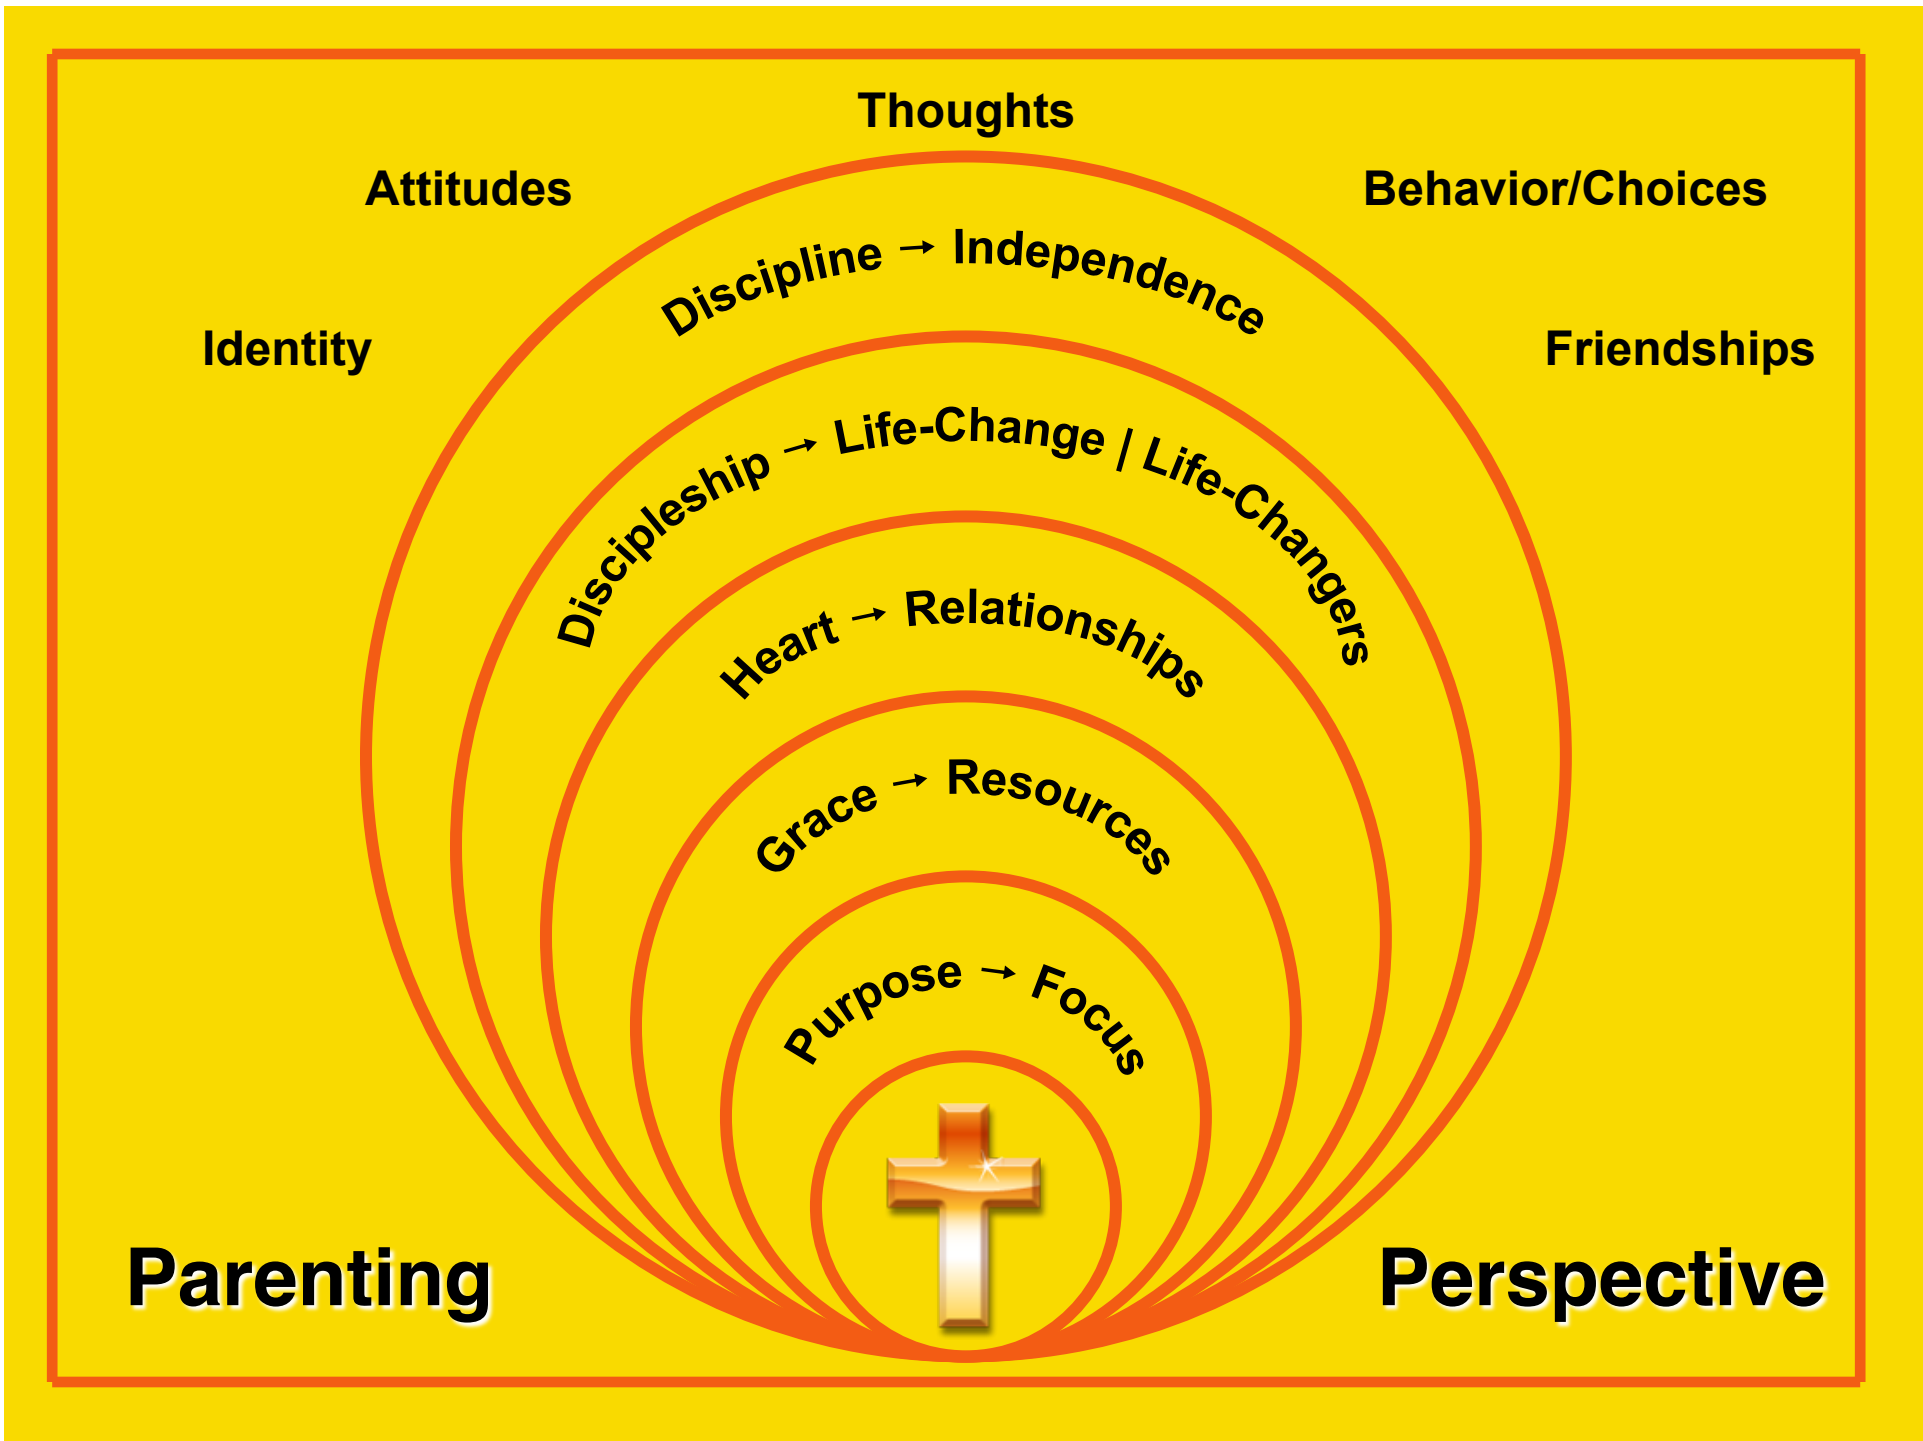 Thoughts
Attitudes
Behavior/Choices
Discipline → Independence
Identity
Friendships
Discipleship → Life-Change | Life-Changers
Heart → Relationships
Grace → Resources
Purpose → Focus
Parenting
Perspective